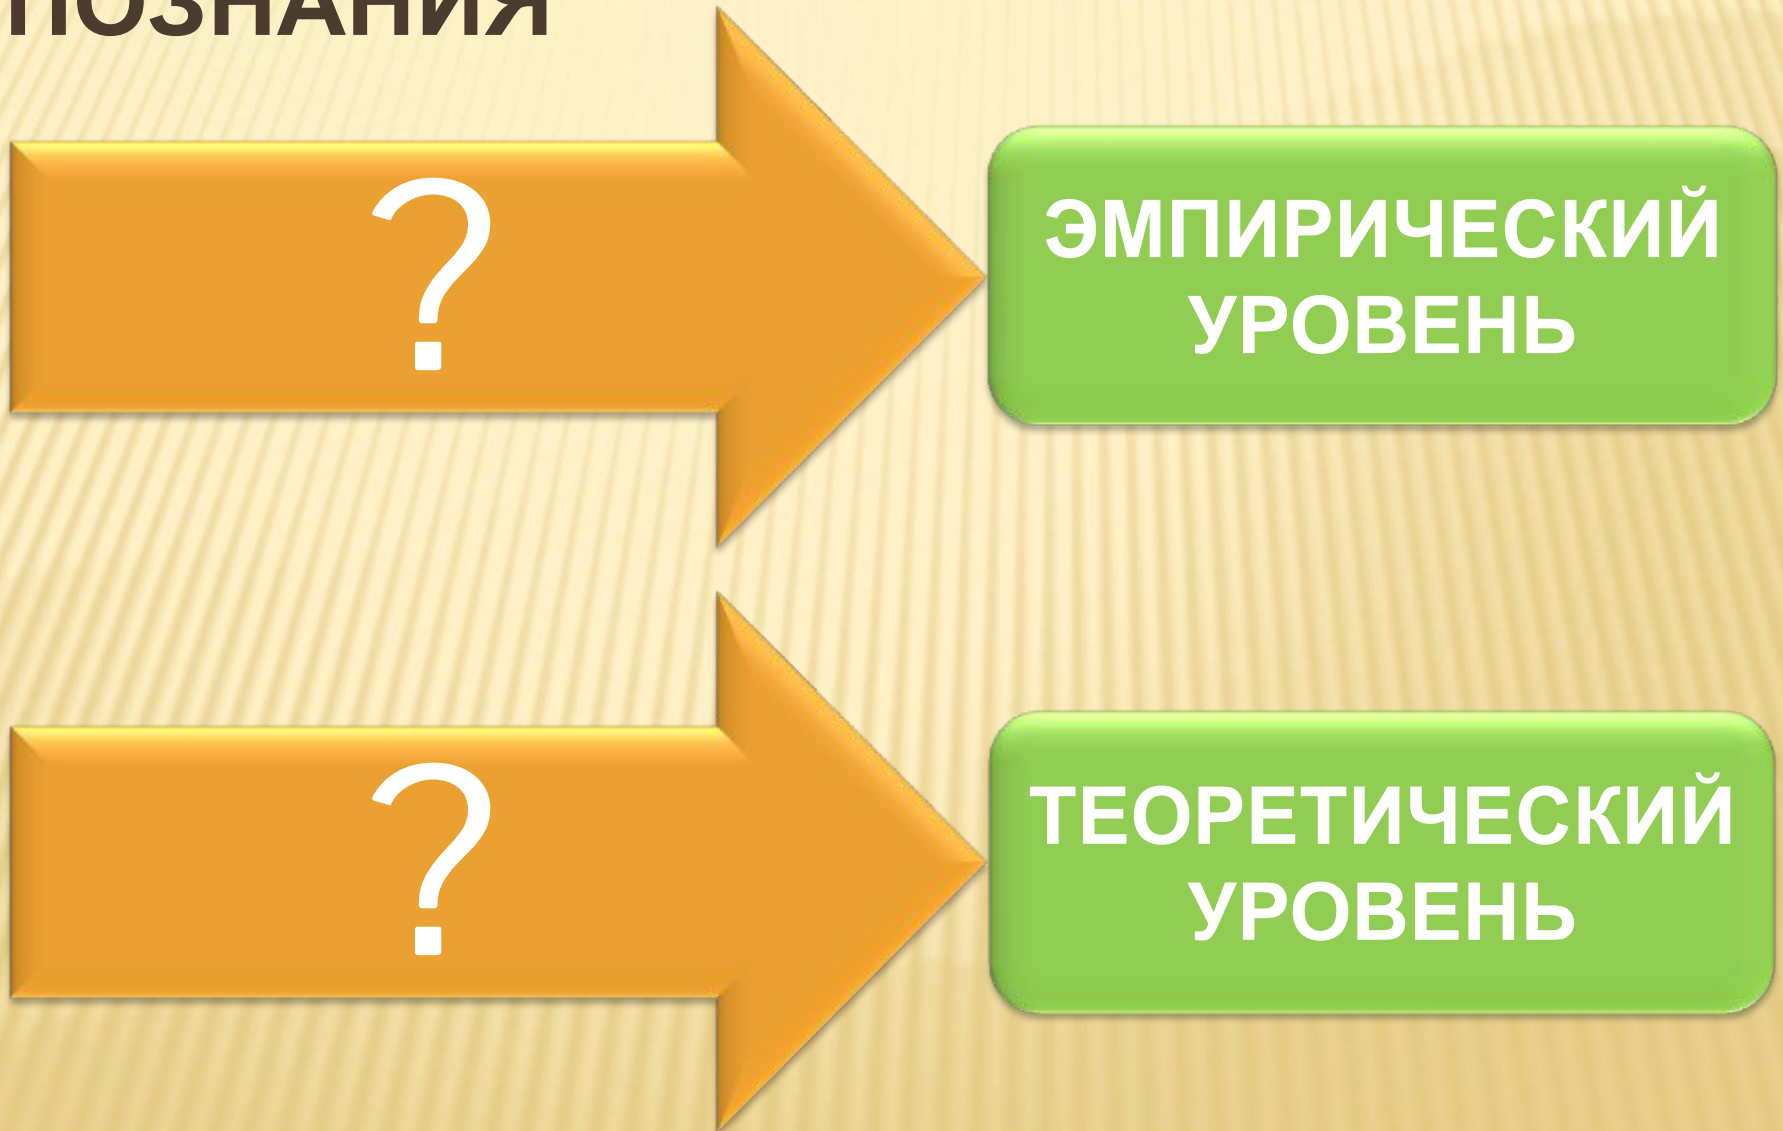 ПОЗНАНИЯ
?
ЭМПИРИЧЕСКИЙ
УРОВЕНЬ
?
ТЕОРЕТИЧЕСКИЙ
УРОВЕНЬ